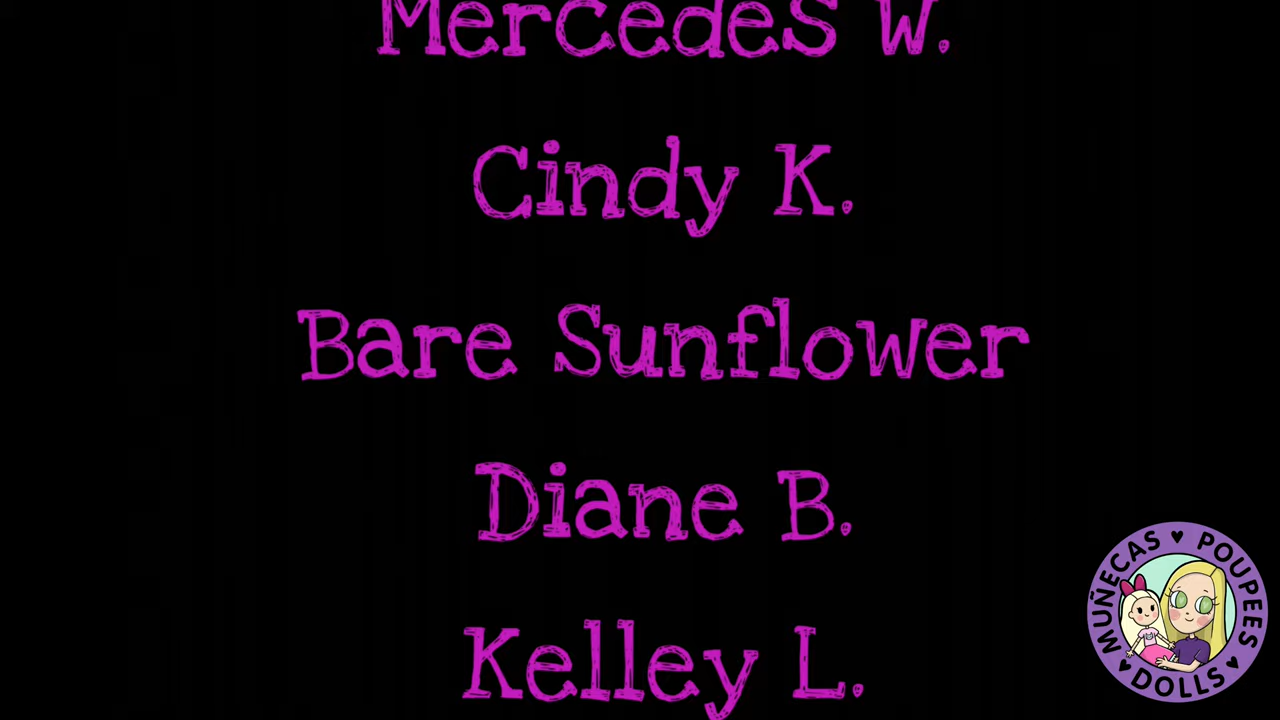 Mercedes W.
Cindy K.
Bare Sunflower
Diane B.
Kelley L.
MUÑECAS ♥ POUPEES ♥ DOLLS ♥